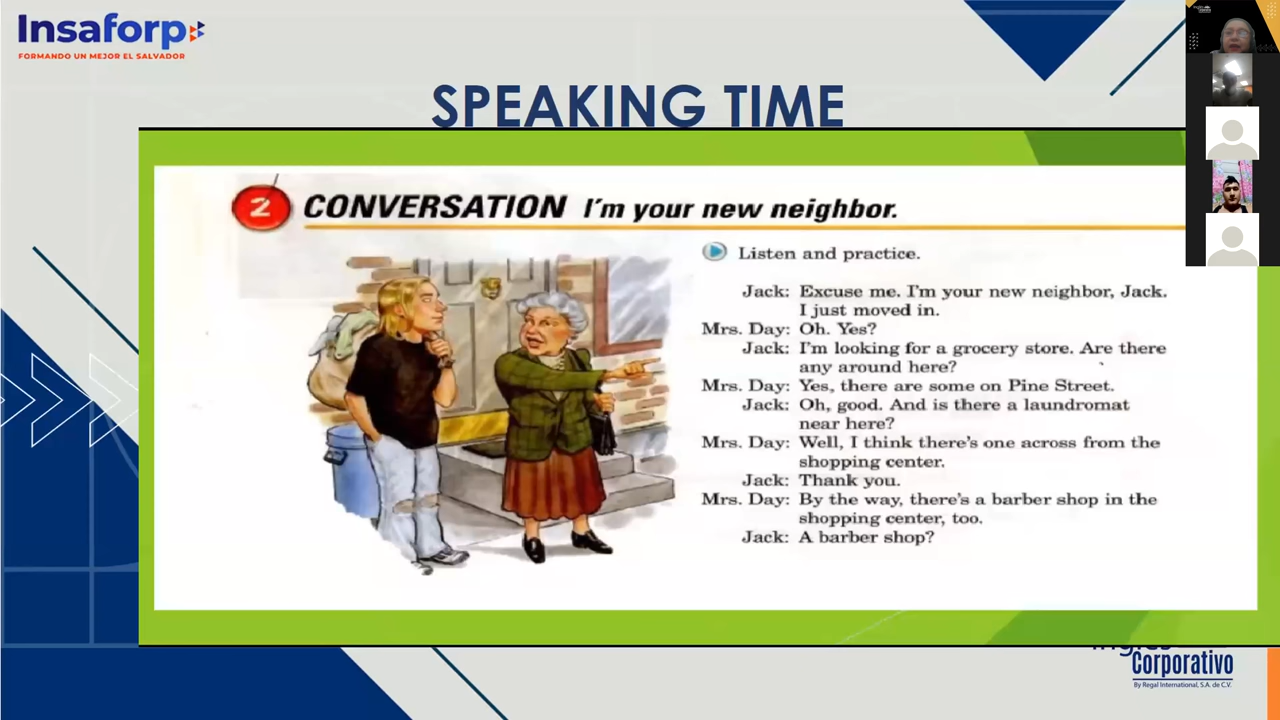 Insaforp
FORMANDO UN MEJOR EL SALVADOR
SPEAKING TIME
2 CONVERSATION I'm your new neighbor.
Listen and practice.
Jack: Excuse me. I'm your new neighbor, Jack.
I just moved in.
Mrs. Day: Oh. Yes?
Jack: I'm looking for a grocery store. Are there
any around here?
Mrs. Day: Yes, there are some on Pine Street.
Jack: Oh, good. And is there a laundromat
near here?
Mrs. Day: Well, I think there's one across from the
shopping center.
Jack: Thank you.
Mrs. Day: By the way, there's a barber shop in the
shopping center, too.
Jack: A barber shop?
Corporativo
By Regal International, S.A. de C.V.